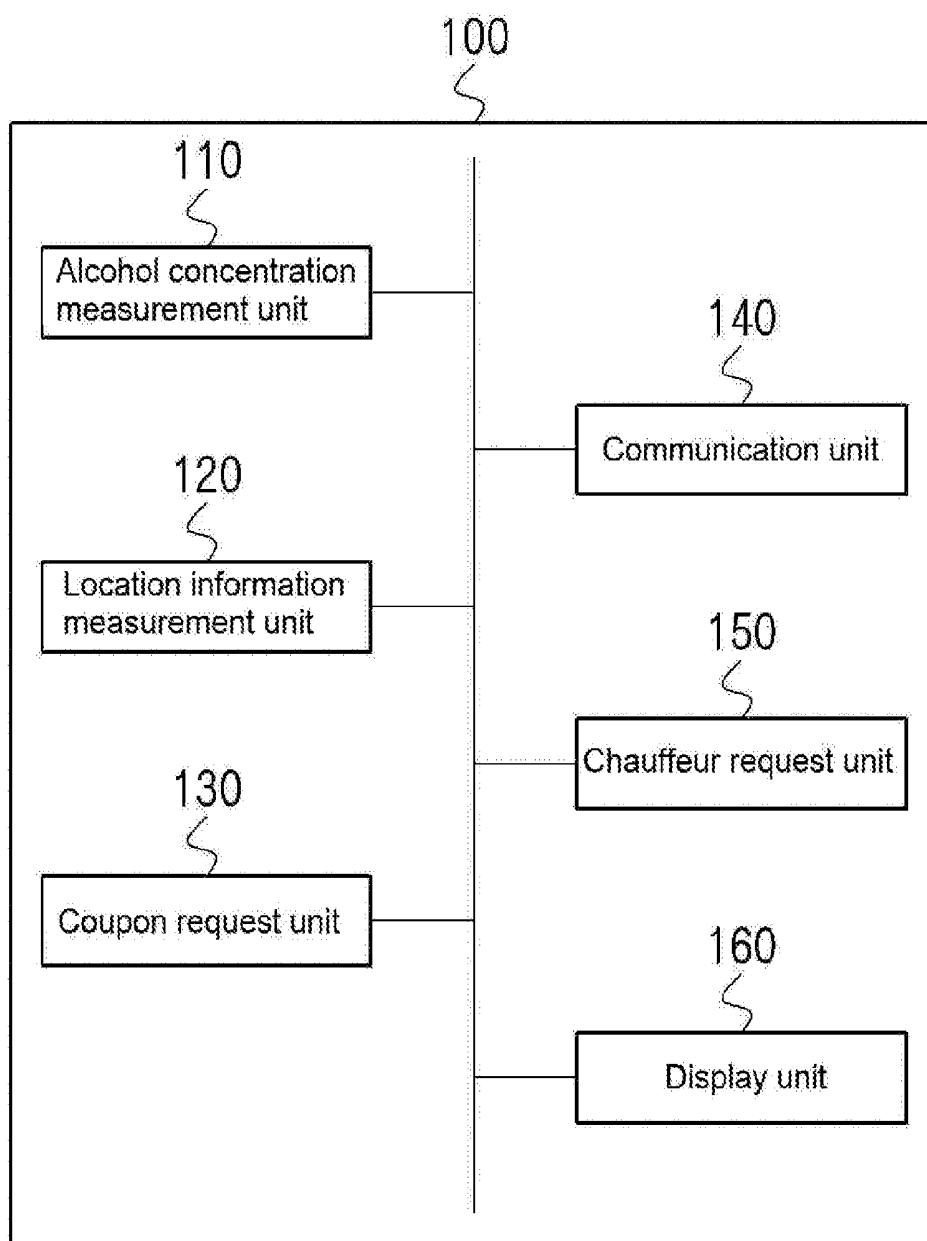 100
110
Alcohol concentration
measurement unit
140
Communication unit
120
Location information
measurement unit
150
Chauffeur request unit
130
Coupon request unit
160
Display unit